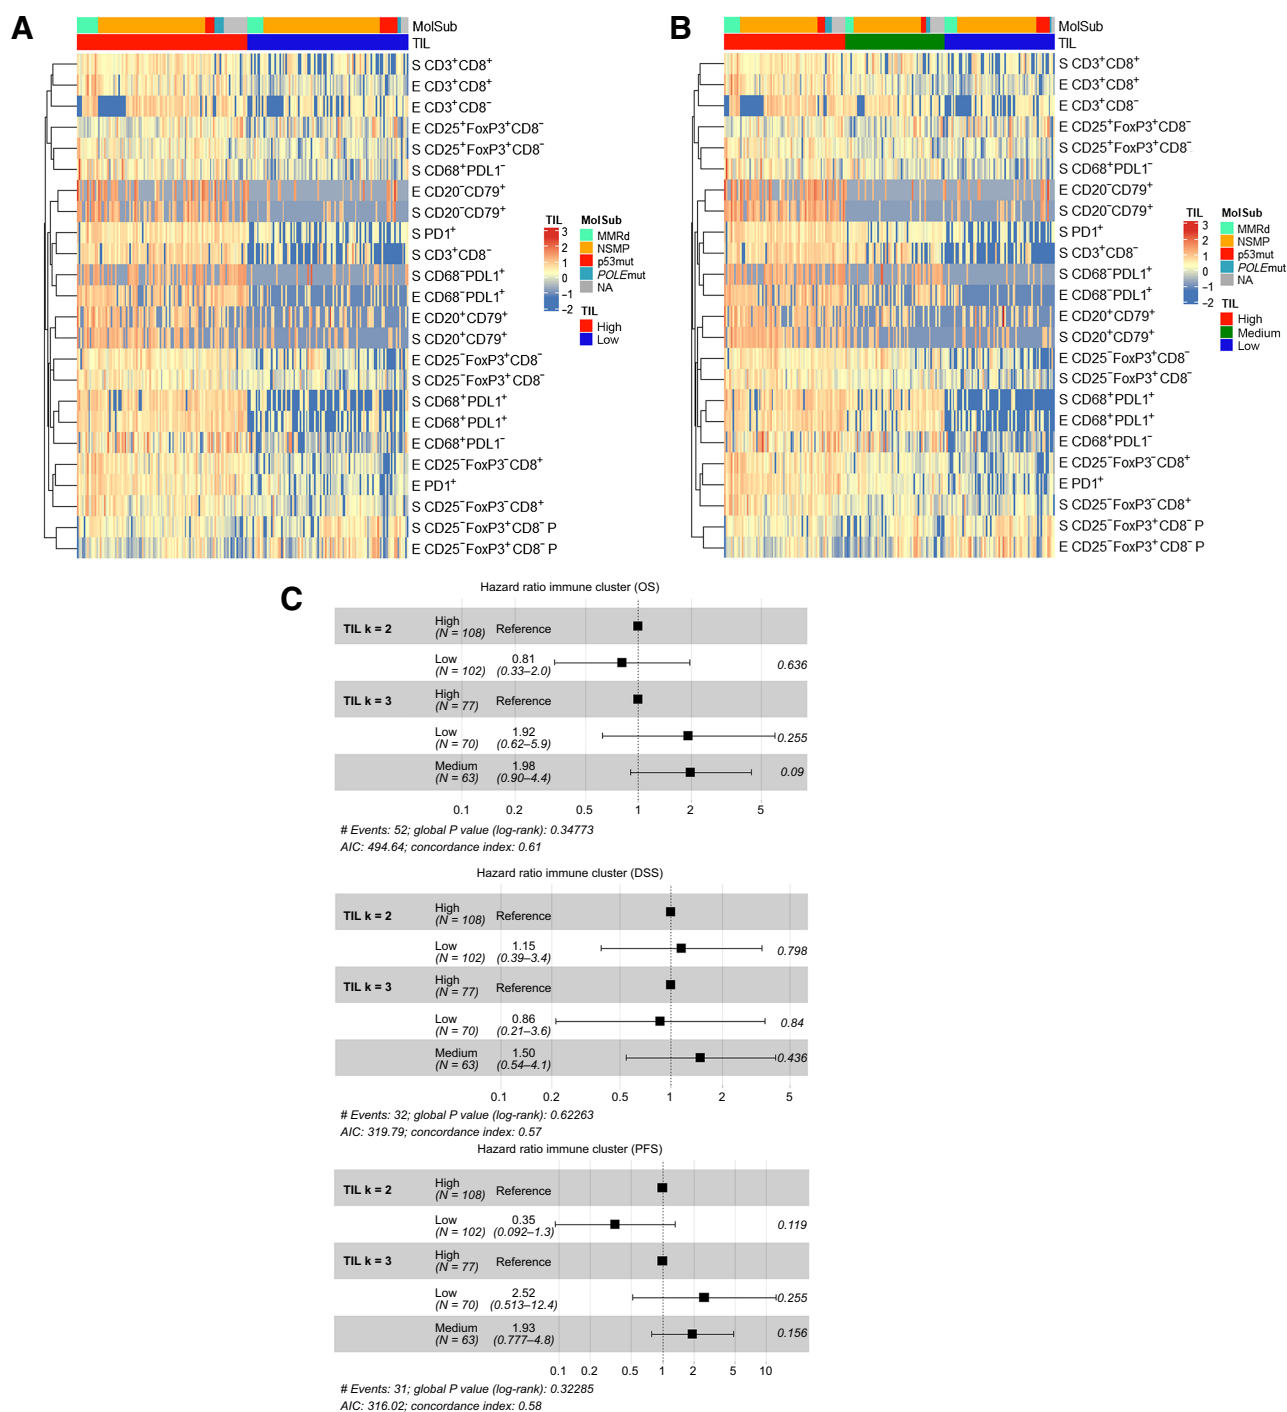 A
MolSub
TIL
S CD3⁺CD8⁺
E CD3⁺CD8⁺
E CD3⁺CD8⁻
E CD25⁺FoxP3⁺CD8⁻
S CD25⁺FoxP3⁺CD8⁻
S CD68⁺PDL1⁻
E CD20⁻CD79⁺
S CD20⁻CD79⁺
S PD1⁺
S CD3⁺CD8⁻
S CD68⁻PDL1⁺
E CD68⁻PDL1⁺
E CD20⁺CD79⁺
S CD20⁺CD79⁺
E CD25⁻FoxP3⁺CD8⁻
S CD25⁻FoxP3⁺CD8⁻
S CD68⁺PDL1⁺
E CD68⁺PDL1⁺
E CD68⁺PDL1⁻
E CD25⁻FoxP3⁻CD8⁺
E PD1⁺
S CD25⁻FoxP3⁻CD8⁺
S CD25⁻FoxP3⁺CD8⁻ P
E CD25⁻FoxP3⁺CD8⁻ P
TIL
3
2
1
0
−1
−2
MolSub
MMRd
NSMP
p53mut
POLEmut
NA
TIL
High
Low
B
MolSub
TIL
S CD3⁺CD8⁺
E CD3⁺CD8⁺
E CD3⁺CD8⁻
E CD25⁺FoxP3⁺CD8⁻
S CD25⁺FoxP3⁺CD8⁻
S CD68⁺PDL1⁻
E CD20⁻CD79⁺
S CD20⁻CD79⁺
S PD1⁺
S CD3⁺CD8⁻
S CD68⁻PDL1⁺
E CD68⁻PDL1⁺
E CD20⁺CD79⁺
S CD20⁺CD79⁺
E CD25⁻FoxP3⁺CD8⁻
S CD25⁻FoxP3⁺CD8⁻
S CD68⁺PDL1⁺
E CD68⁺PDL1⁺
E CD68⁺PDL1⁻
E CD25⁻FoxP3⁻CD8⁺
E PD1⁺
S CD25⁻FoxP3⁻CD8⁺
S CD25⁻FoxP3⁺CD8⁻ P
E CD25⁻FoxP3⁺CD8⁻ P
TIL
3
2
1
0
−1
−2
MolSub
MMRd
NSMP
p53mut
POLEmut
NA
TIL
High
Medium
Low
C
Hazard ratio immune cluster (OS)
TIL k = 2 High (N = 108) Reference
Low (N = 102) 0.81 (0.33–2.0) 0.636
TIL k = 3 High (N = 77) Reference
Low (N = 70) 1.92 (0.62–5.9) 0.255
Medium (N = 63) 1.98 (0.90–4.4) 0.09
0.1 0.2 0.5 1 2 5
# Events: 52; global P value (log-rank): 0.34773
AIC: 494.64; concordance index: 0.61
Hazard ratio immune cluster (DSS)
TIL k = 2 High (N = 108) Reference
Low (N = 102) 1.15 (0.39–3.4) 0.798
TIL k = 3 High (N = 77) Reference
Low (N = 70) 0.86 (0.21–3.6) 0.84
Medium (N = 63) 1.50 (0.54–4.1) 0.436
0.1 0.2 0.5 1 2 5
# Events: 32; global P value (log-rank): 0.62263
AIC: 319.79; concordance index: 0.57
Hazard ratio immune cluster (PFS)
TIL k = 2 High (N = 108) Reference
Low (N = 102) 0.35 (0.092–1.3) 0.119
TIL k = 3 High (N = 77) Reference
Low (N = 70) 2.52 (0.513–12.4) 0.255
Medium (N = 63) 1.93 (0.777–4.8) 0.156
0.1 0.2 0.5 1 2 5 10
# Events: 31; global P value (log-rank): 0.32285
AIC: 316.02; concordance index: 0.58